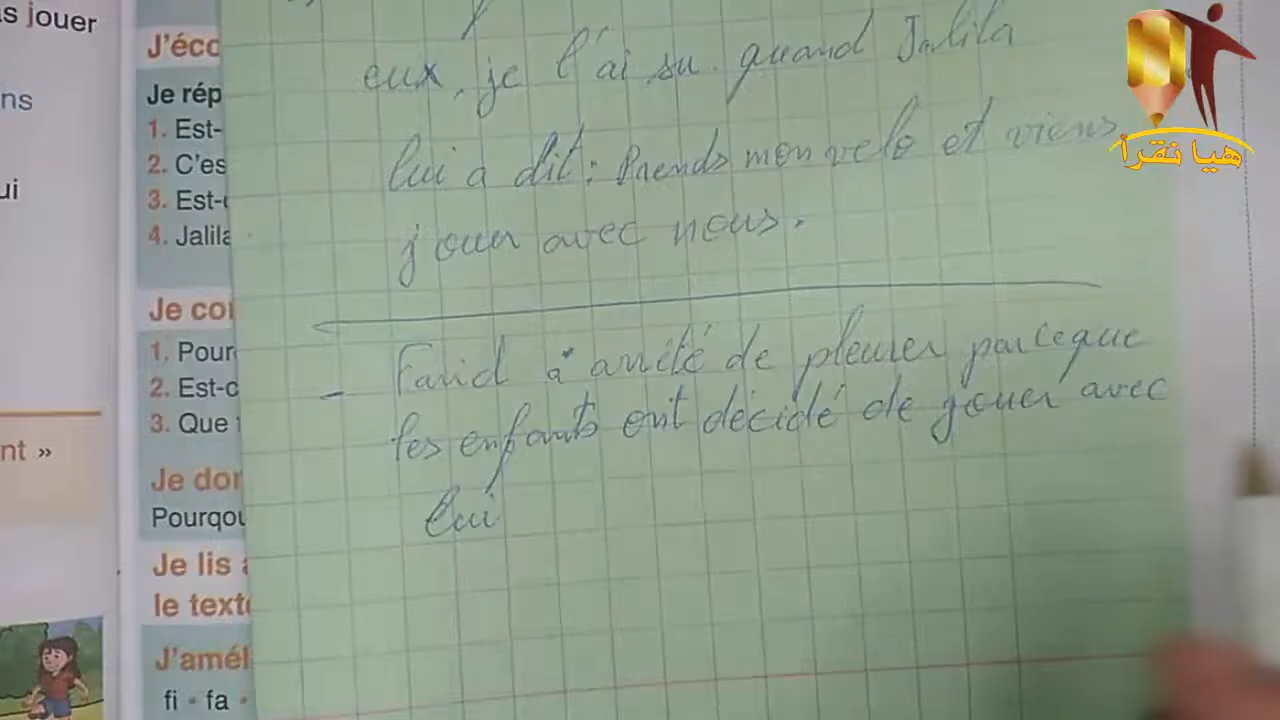 s jouer
ns
ui
nt »
J'éco
Je rép
1. Est-
2. C'es
3. Est-
4. Jalila
Je co
1. Pour
2. Est-c
3. Que
Je dor
Pourqou
Je lis
le text
J'amél
fi • fa •
eux, je l'ai su quand Jalila
lui a dit : Prends mon velo et viens
jouer avec nous.
- Farid a arrêté de pleurer parceque
les enfants ont décidé de jouer avec
lui
هيا نقرأ